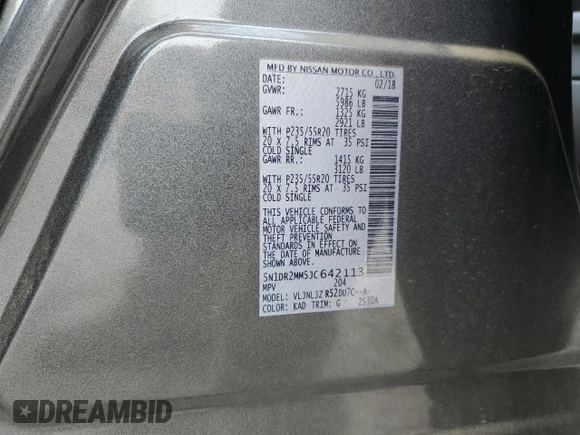 MFD BY NISSAN MOTOR CO., LTD.
DATE: 02/18
GVWR: 2715 KG
5986 LB
GAWR FR.: 1325 KG
2921 LB
WITH P235/55R20 TIRES
20 X 7.5 RIMS AT 35 PSI
COLD SINGLE
GAWR RR.: 1415 KG
3120 LB
WITH P235/55R20 TIRES
20 X 7.5 RIMS AT 35 PSI
COLD SINGLE
THIS VEHICLE CONFORMS TO
ALL APPLICABLE FEDERAL
MOTOR VEHICLE SAFETY AND
THEFT PREVENTION
STANDARDS IN EFFECT ON
THE DATE OF MANUFACTURE
SHOWN ABOVE.
5N1DR2MM5JC642113
MPV 204
MODEL: VLJNLJZ R52DU7C--A-
COLOR: KAD TRIM: G ZS30A
DREAMBID